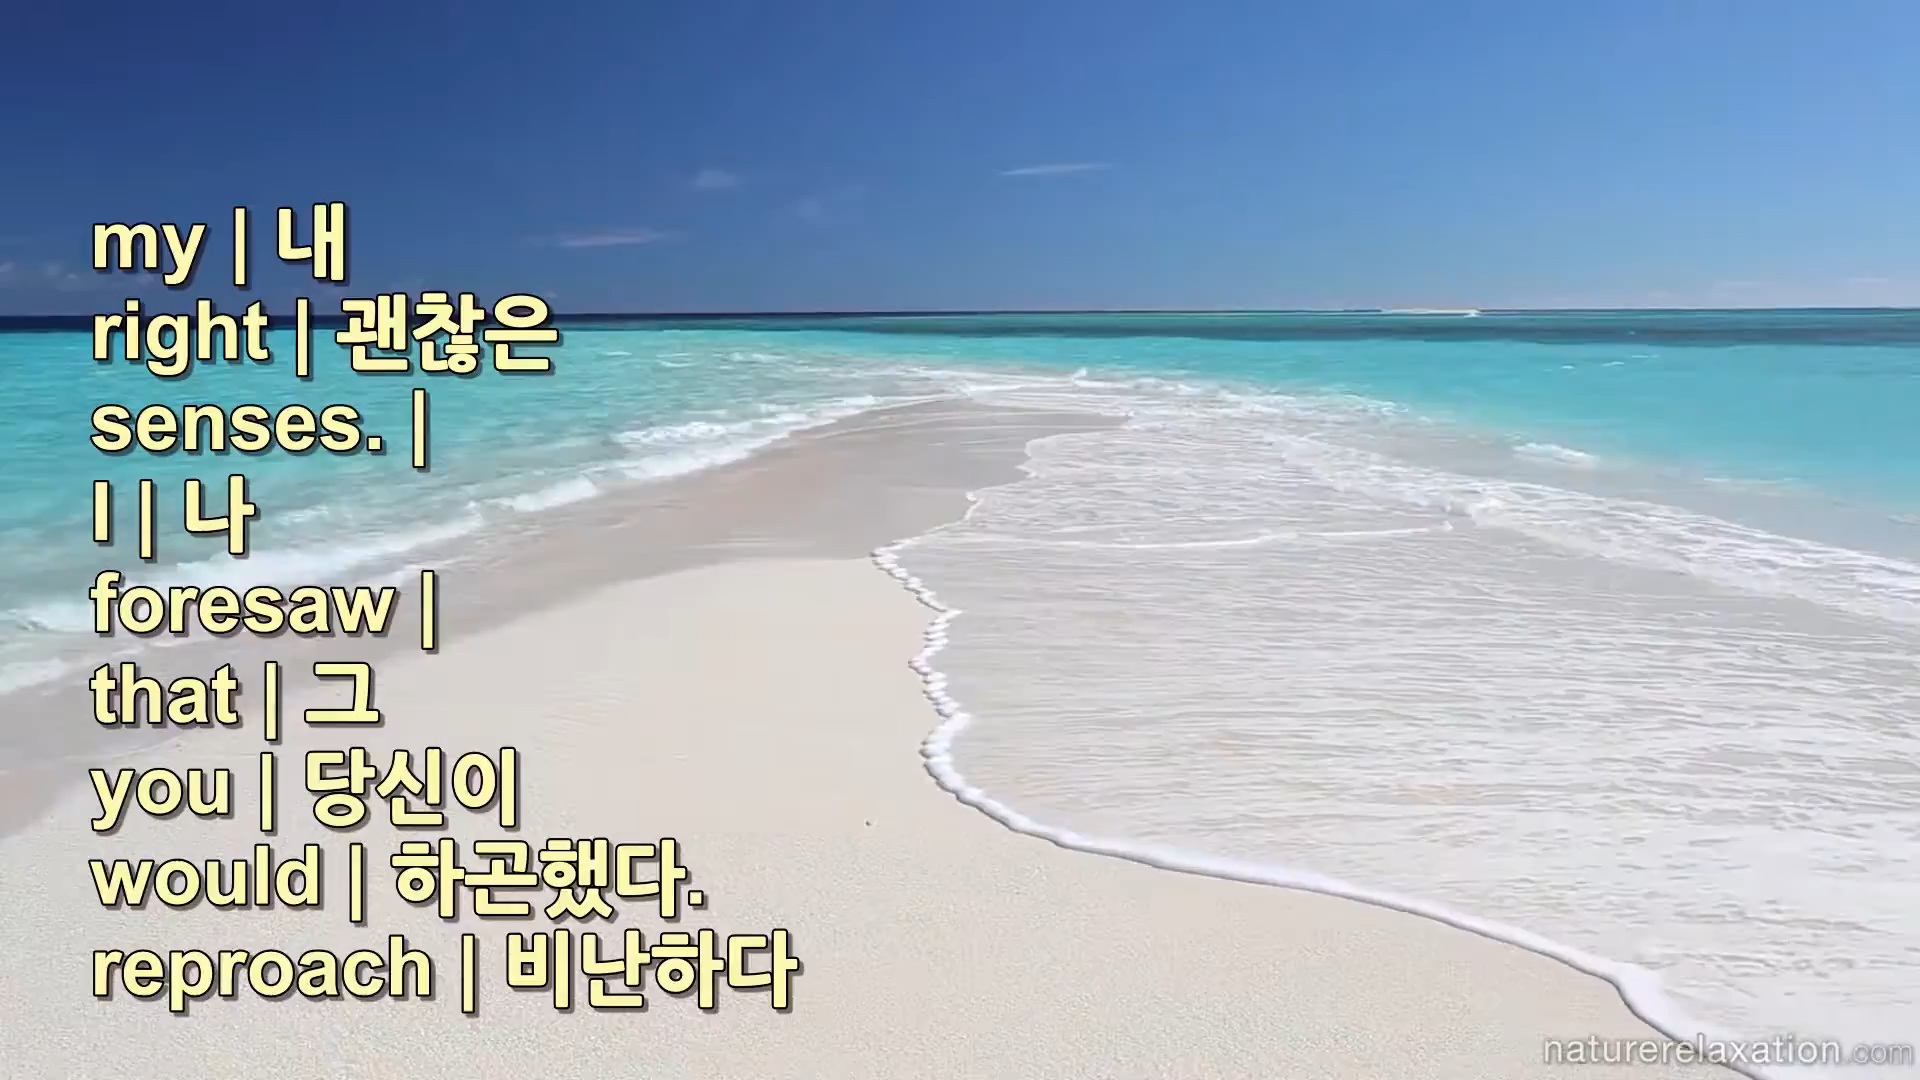 my | 내
right | 괜찮은
senses. |
I | 나
foresaw |
that | 그
you | 당신이
would | 하곤했다.
reproach | 비난하다
naturerelaxation.com